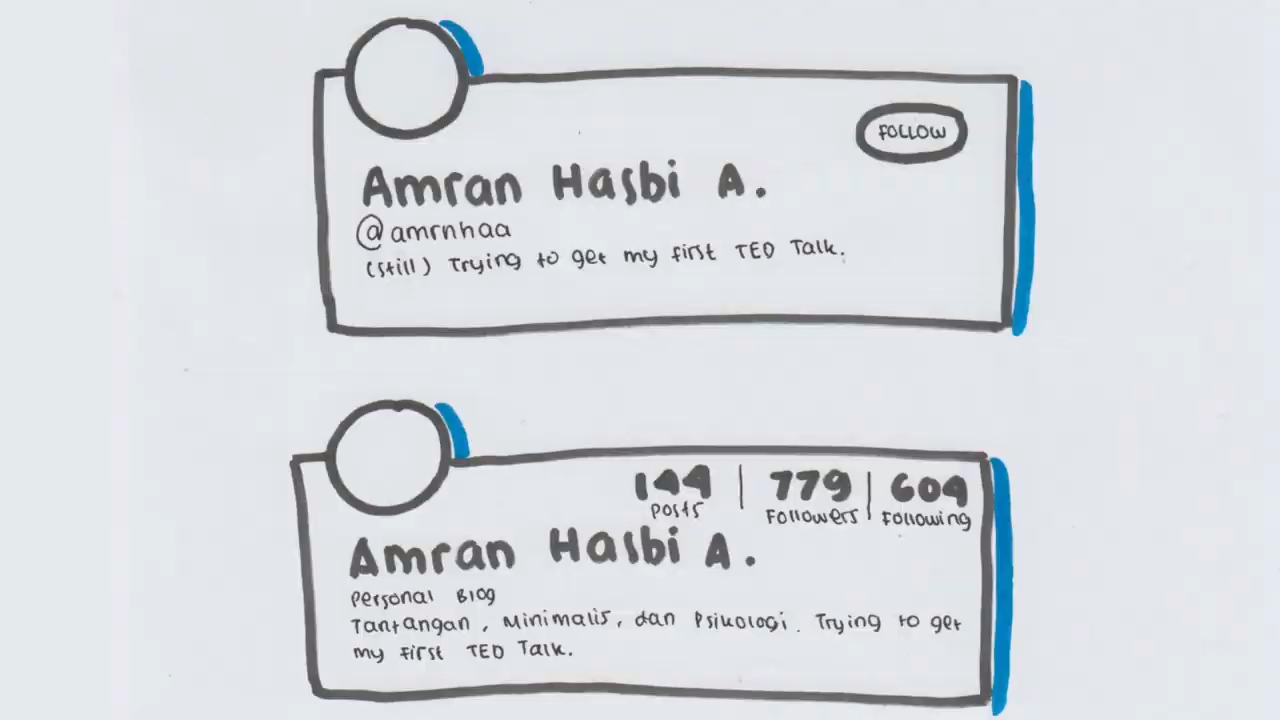 FOLLOW
Amran Hasbi A.
@amrnhaa
(still) Trying to get my first TED Talk.
144 | 779 | 604
Posts Followers Following
Amran Hasbi A.
Personal Blog
Tantangan, Minimalis, dan Psikologi. Trying to get
my first TED Talk.